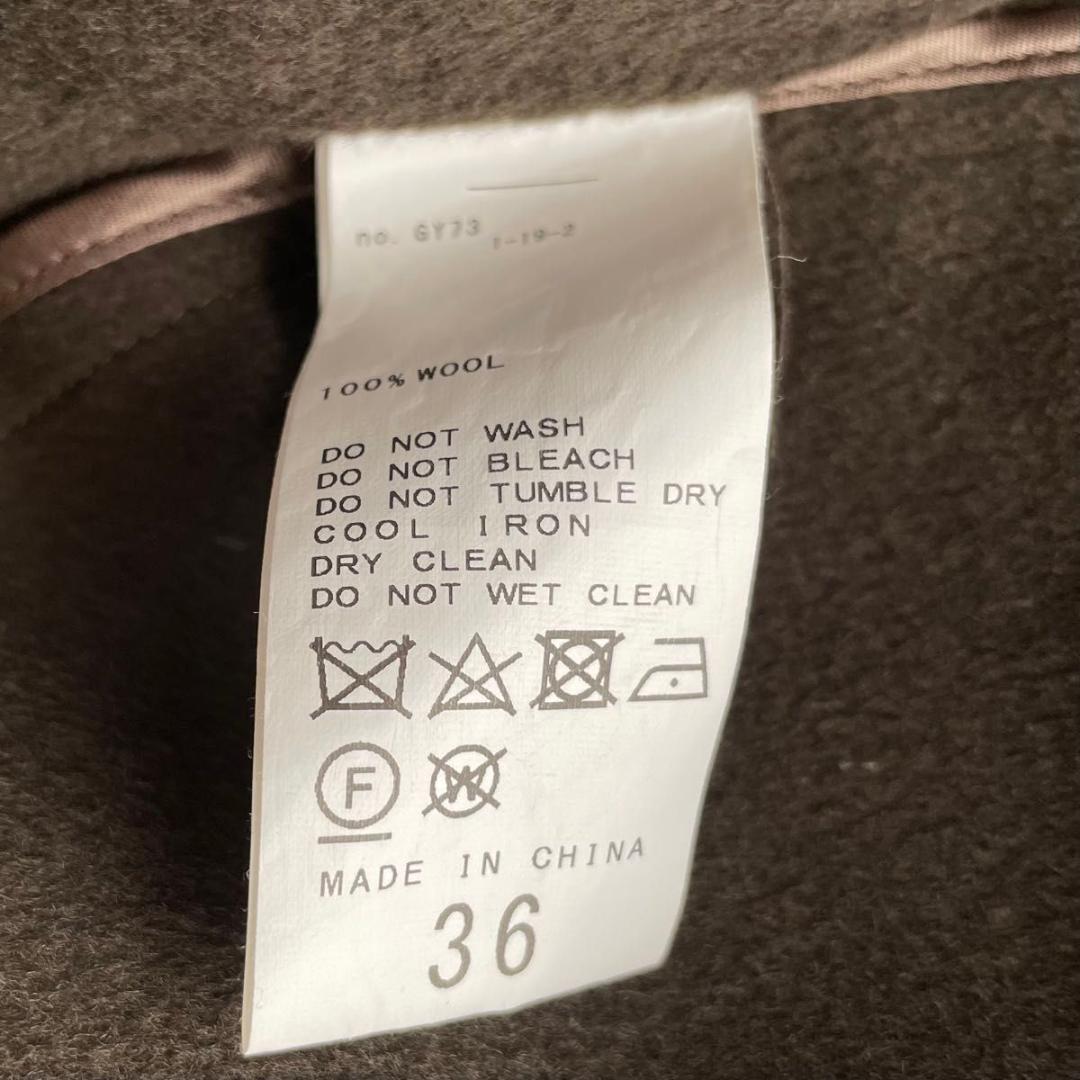 no. GY73 1-19-2
100% WOOL
DO NOT WASH
DO NOT BLEACH
DO NOT TUMBLE DRY
COOL IRON
DRY CLEAN
DO NOT WET CLEAN
F W
MADE IN CHINA
36